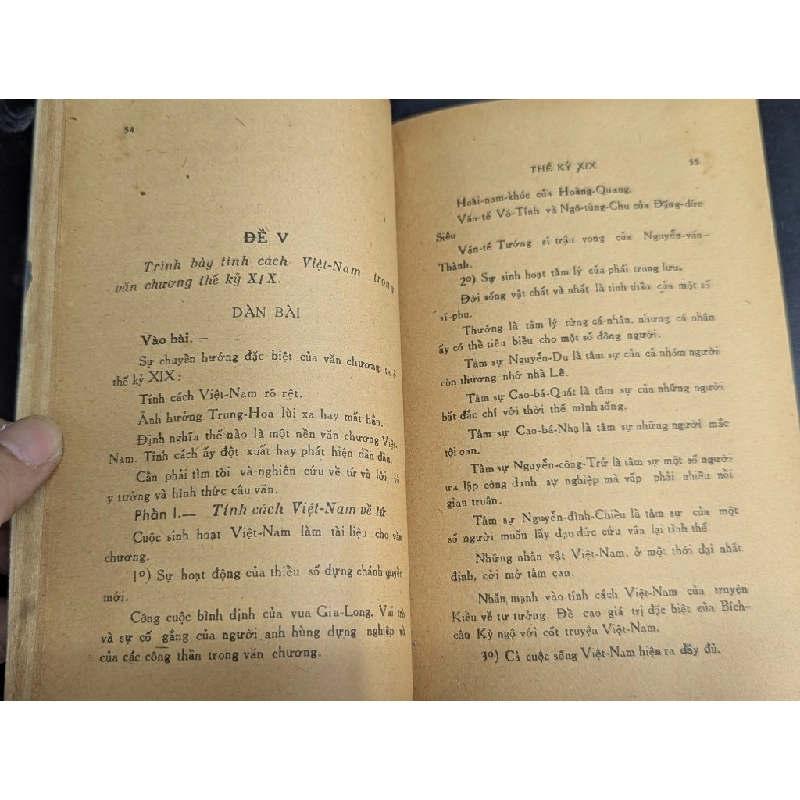 54
ĐỀ V
Trình bày tính cách Việt-Nam trong
văn chương thế kỷ XIX.
DÀN BÀI
Vào bài. —
Sự chuyển hướng đặc biệt của văn chương ta ở
thế kỷ XIX:
Tính cách Việt-Nam rõ rệt.
Ảnh hưởng Trung-Hoa lùi xa hay mất hẳn.
Định nghĩa thế nào là một nền văn chương Việt-
Nam. Tính cách ấy đột xuất hay phát hiện dần dần.
Cần phải tìm tòi và nghiên cứu về tứ và lời
ý tưởng và hình thức câu văn.
Phần I.— Tính cách Việt-Nam về tứ
Cuộc sinh hoạt Việt-Nam làm tài liệu cho văn
chương.
1o) Sự hoạt động của thiểu số dựng chánh quyền
mới.
Công cuộc bình định của vua Gia-Long. Vai trò
và sự cố gắng của người anh hùng dựng nghiệp và
của các công thần trong văn chương.
THẾ KỶ XIX 55
Hoài-nam-khúc của Hoàng-Quang.
Văn-tế Võ-Tính và Ngô-tùng-Chu của Đặng-đức
Siêu
Văn-tế Tướng sĩ trận vong của Nguyễn-văn-
Thành.
2o) Sự sinh hoạt tâm lý của phái trung lưu.
Đời sống vật chất và nhất là tinh thần của một số
sĩ-phu.
Thường là tâm lý từng cá-nhân, nhưng cá nhân
ấy có thể tiêu biểu cho một số đông người.
Tâm sự Nguyễn-Du là tâm sự của cả nhóm người
còn thương nhớ nhà Lê.
Tâm sự Cao-bá-Quát là tâm sự của những người
bất đắc chí với thời thế mình sống.
Tâm sự Cao-bá-Nhạ là tâm sự những người mắc
tội oan.
Tâm sự Nguyễn-công-Trứ là tâm sự một số người
ưa lập công danh sự nghiệp mà vấp phải nhiều nỗi
gian truân.
Tâm sự Nguyễn-đình-Chiểu là tâm sự của một
số người muốn lấy đạo đức cứu vãn lại tình thế
Những nhân vật Việt-Nam, ở một thời đại nhất
định, cởi mở tâm can.
Nhấn mạnh vào tính cách Việt-Nam của truyện
Kiều về tư tưởng. Đề cao giá trị đặc biệt của Bích-
câu Kỳ ngộ với cốt truyện Việt-Nam.
3o) Cả cuộc sống Việt-Nam hiện ra đầy đủ.